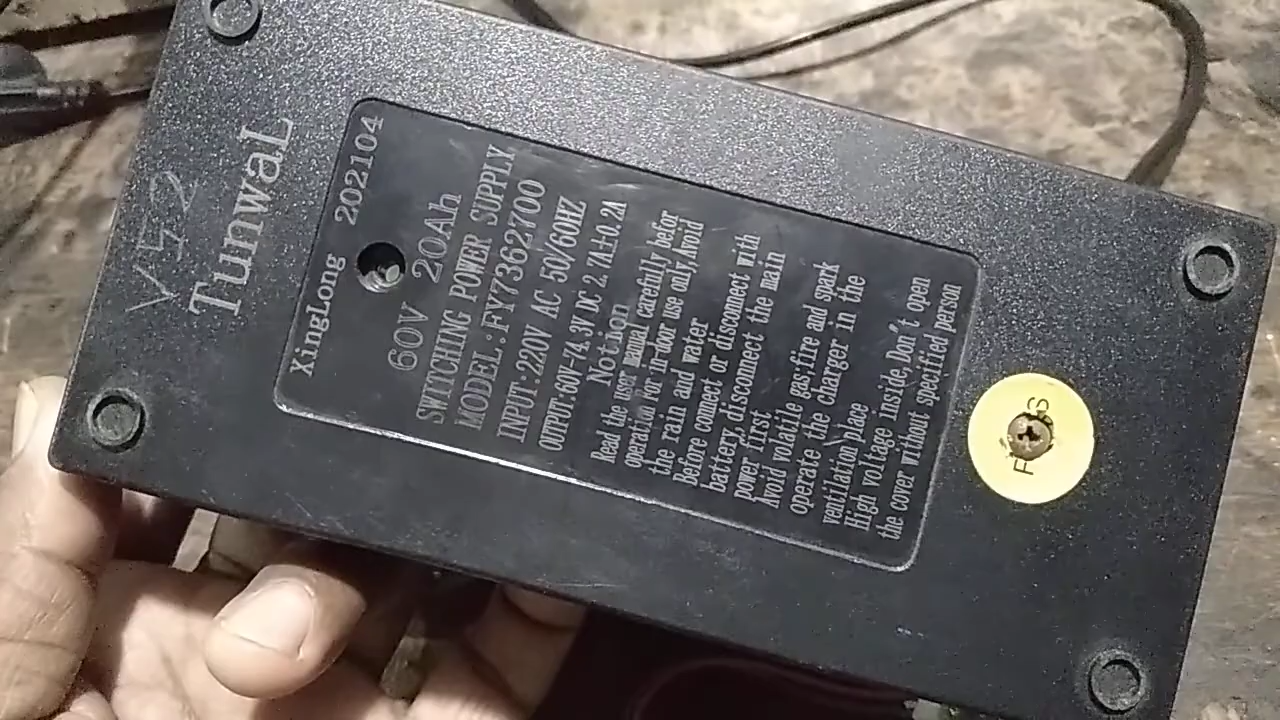 V52
TunwaL
XingLong 202104
60V 20Ah
SWITCHING POWER SUPPLY
MODEL:FY7362700
INPUT:220V AC 50/60HZ
OUTPUT:60V-74.3V DC 2.7A±0.2A
Notion
Read the user manual carefully befor
operation For in-door use only,Avoid
the rain and water
Before connect or disconnect with
battery,disconnect the main
power first
Avoid volatile gas;fire and spark
operate the charger in the
ventilation place
High voltage inside,Don't open
the cover without specified person